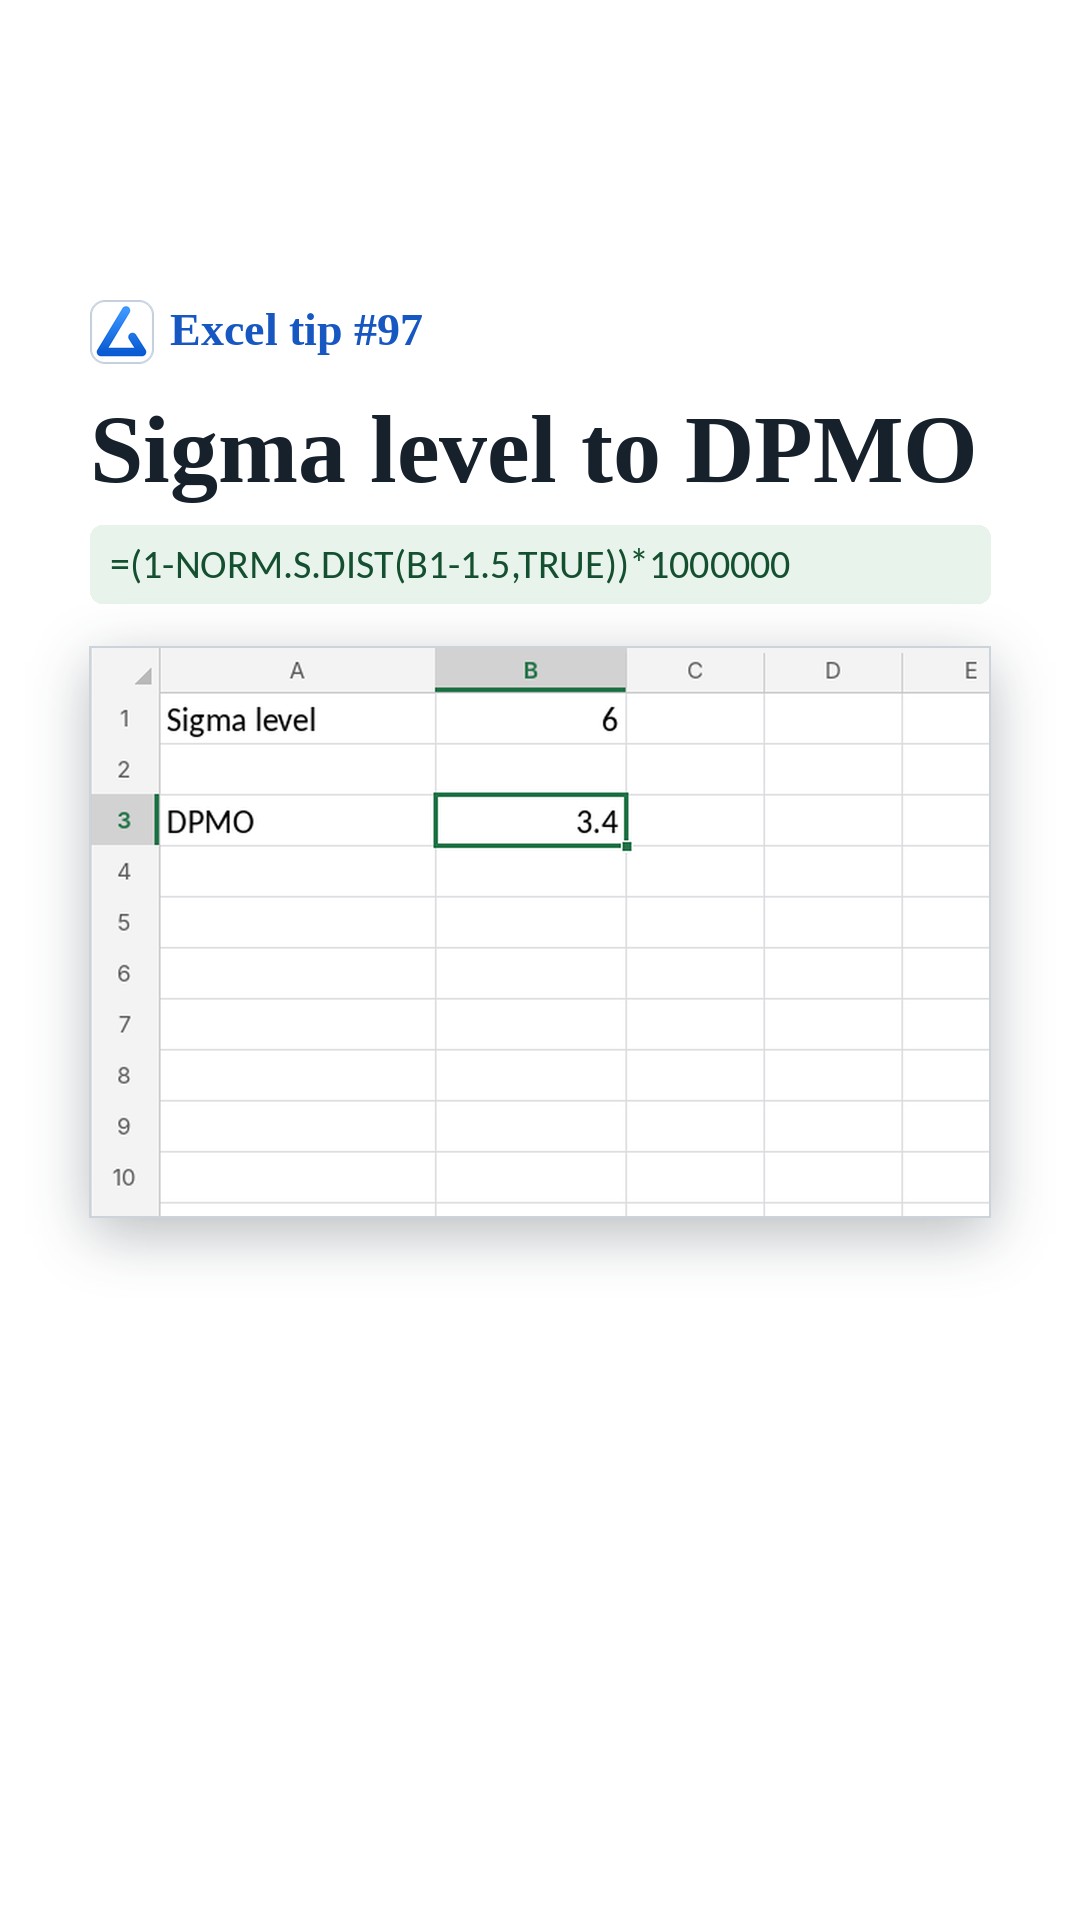 Excel tip #97
Sigma level to DPMO
=(1-NORM.S.DIST(B1-1.5,TRUE))*1000000
A B C D E
1 Sigma level 6
2
3 DPMO 3.4
4
5
6
7
8
9
10